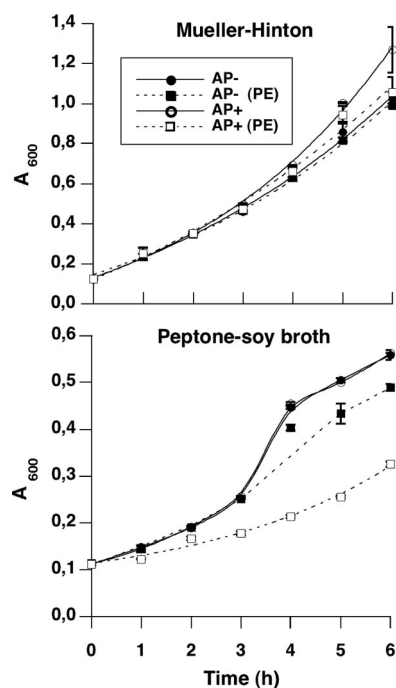 Mueller-Hinton
1,4
1,2
1,0
0,8
0,6
0,4
0,2
0,0
A 600
AP-
AP- (PE)
AP+
AP+ (PE)
Peptone-soy broth
0,6
0,5
0,4
0,3
0,2
0,1
0,0
A 600
0 1 2 3 4 5 6
Time (h)